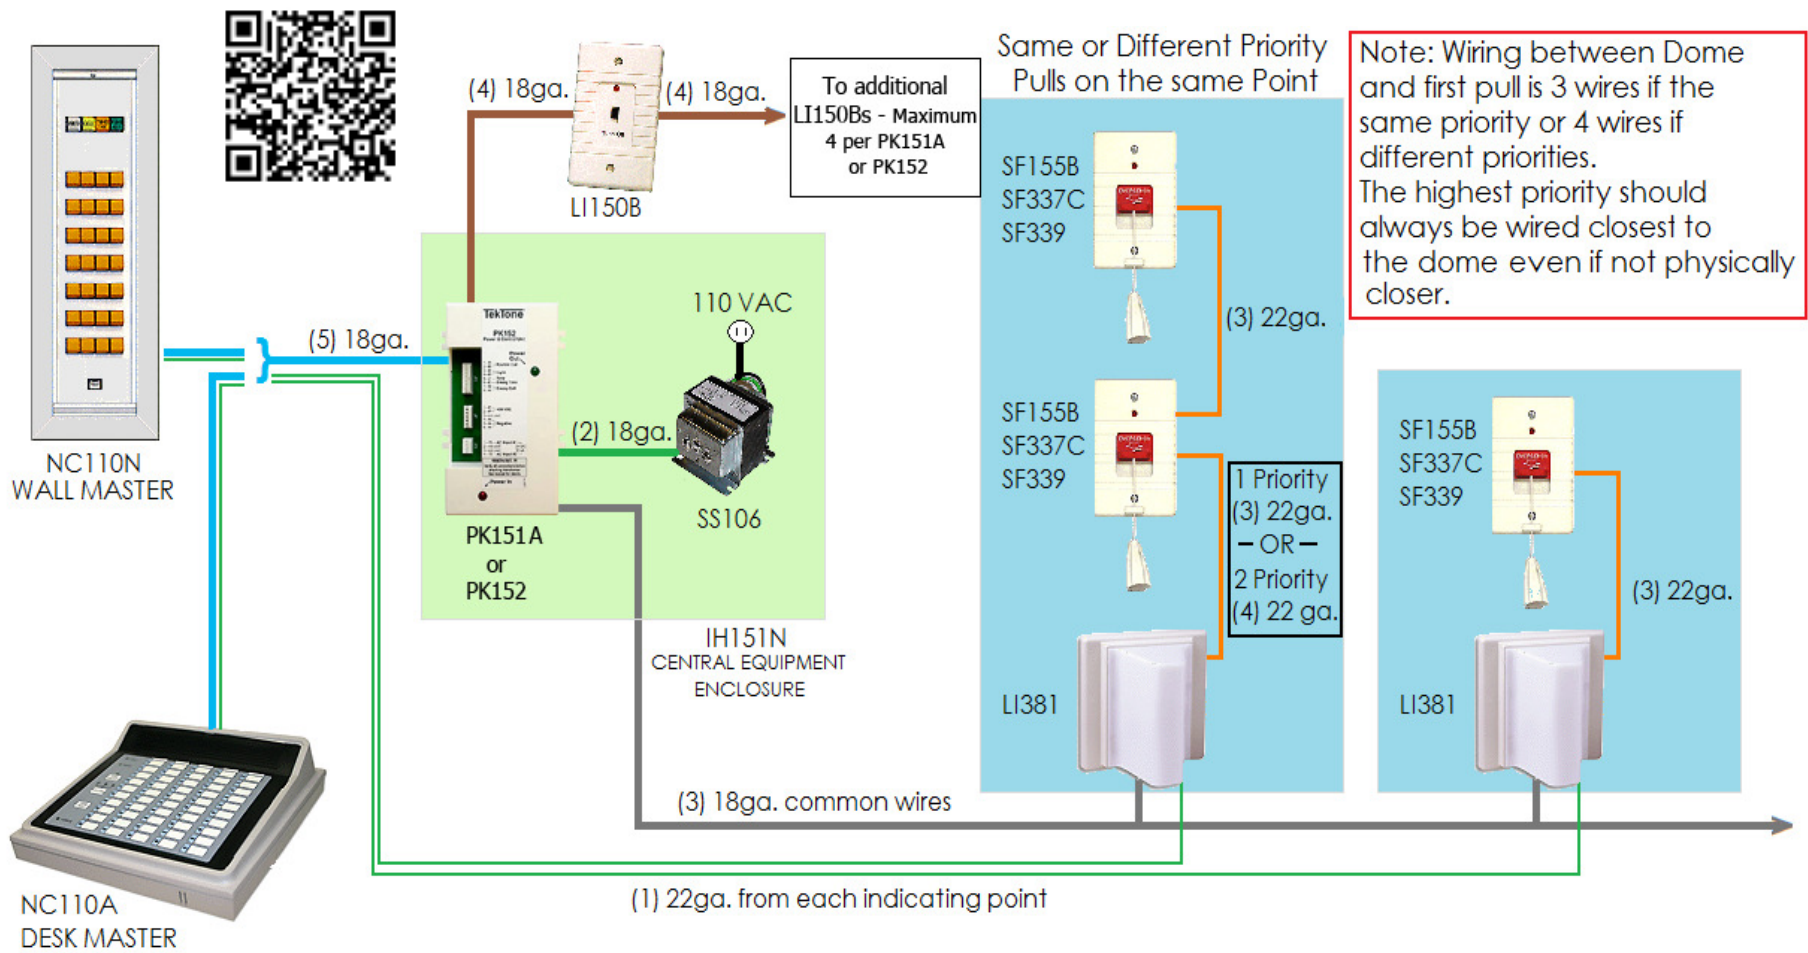 Same or Different Priority
Pulls on the same Point
Note: Wiring between Dome
and first pull is 3 wires if the
same priority or 4 wires if
different priorities.
The highest priority should
always be wired closest to
the dome even if not physically
closer.
(4) 18ga.
(4) 18ga.
To additional
LI150Bs - Maximum
4 per PK151A
or PK152
LI150B
SF155B
SF337C
SF339
(3) 22ga.
110 VAC
TekTone
PK152
(5) 18ga.
(2) 18ga.
SS106
NC110N
WALL MASTER
PK151A
or
PK152
IH151N
CENTRAL EQUIPMENT
ENCLOSURE
SF155B
SF337C
SF339
1 Priority
(3) 22ga.
– OR –
2 Priority
(4) 22 ga.
SF155B
SF337C
SF339
(3) 22ga.
LI381
LI381
(3) 18ga. common wires
(1) 22ga. from each indicating point
NC110A
DESK MASTER